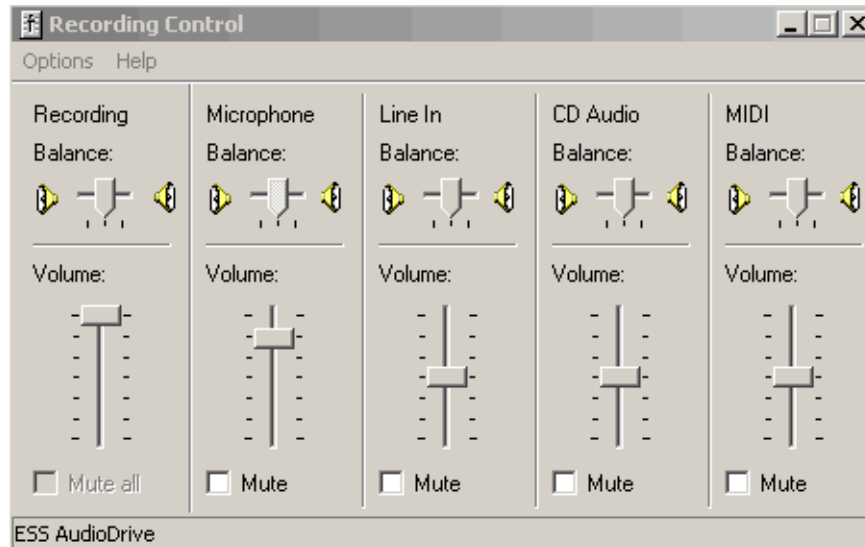 Recording Control
Options Help
Recording Microphone Line In CD Audio MIDI
Balance: Balance: Balance: Balance: Balance:
Volume: Volume: Volume: Volume: Volume:
Mute all Mute Mute Mute Mute
ESS AudioDrive